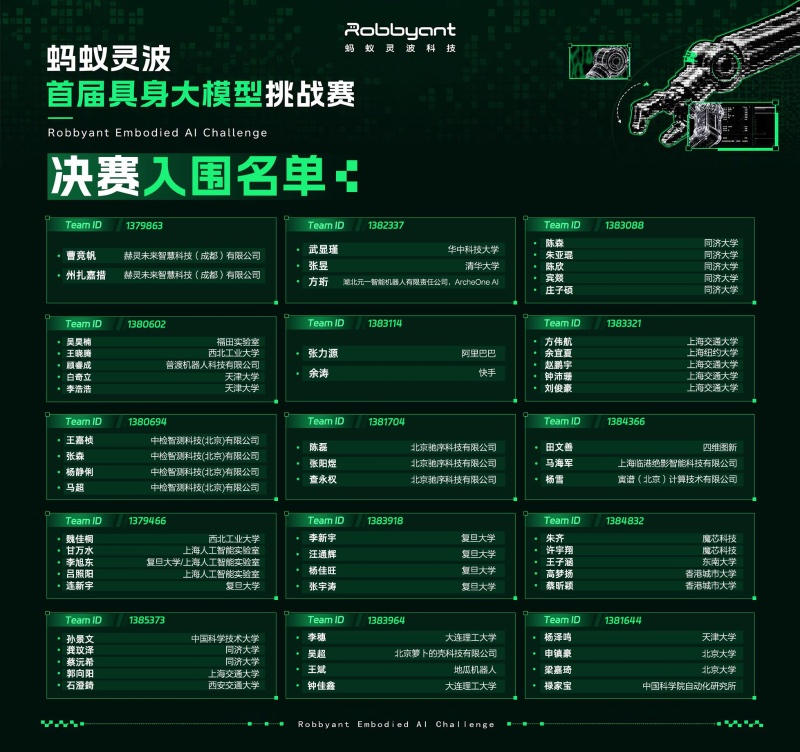 Robbyant
蚂蚁灵波科技
蚂蚁灵波
首届具身大模型挑战赛
Robbyant Embodied AI Challenge
决赛入围名单
Team ID 1379863
曹竞帆 赫灵未来智慧科技（成都）有限公司
州扎嘉措 赫灵未来智慧科技（成都）有限公司
Team ID 1382337
武显瑾 华中科技大学
张昱 清华大学
方珩 湖北元一智能机器人有限责任公司，ArcheOne AI
Team ID 1383088
陈森 同济大学
朱亚琨 同济大学
陈欣 同济大学
宾燚 同济大学
庄子硕 同济大学
Team ID 1380602
吴昊楠 福田实验室
王晓腾 西北工业大学
顾睿成 普渡机器人科技有限公司
白奇立 天津大学
李浩浩 天津大学
Team ID 1383114
张力源 阿里巴巴
余涛 快手
Team ID 1383321
方伟航 上海交通大学
余宜夏 上海纽约大学
赵鹏宇 上海交通大学
钟沛珊 上海交通大学
刘俊豪 上海交通大学
Team ID 1380694
王嘉桢 中检智测科技(北京)有限公司
张森 中检智测科技(北京)有限公司
杨静俐 中检智测科技(北京)有限公司
马超 中检智测科技(北京)有限公司
Team ID 1381704
陈磊 北京驰序科技有限公司
张阳煜 北京驰序科技有限公司
查永权 北京驰序科技有限公司
Team ID 1384366
田文善 四维图新
马海军 上海临港绝影智能科技有限公司
杨雪 寅谱（北京）计算技术有限公司
Team ID 1379466
魏佳桐 西北工业大学
甘万水 上海人工智能实验室
李旭东 复旦大学/上海人工智能实验室
吕照阳 上海人工智能实验室
连新宇 复旦大学
Team ID 1383918
李新宇 复旦大学
汪通辉 复旦大学
杨佳旺 复旦大学
张宇涛 复旦大学
Team ID 1384832
朱齐 魔芯科技
许宇翔 魔芯科技
王子涵 东南大学
高梦扬 香港城市大学
蔡昕颖 香港城市大学
Team ID 1385373
孙景文 中国科学技术大学
龚玟泽 同济大学
蔡沅希 同济大学
郭向阳 上海交通大学
石澄錡 西安交通大学
Team ID 1383964
李穗 大连理工大学
吴超 北京萝卜的壳科技有限公司
王斌 地瓜机器人
钟佳鑫 大连理工大学
Team ID 1381644
杨泽鸣 天津大学
申镇豪 北京大学
梁嘉琦 北京大学
禄家宝 中国科学院自动化研究所
Robbyant Embodied AI Challenge